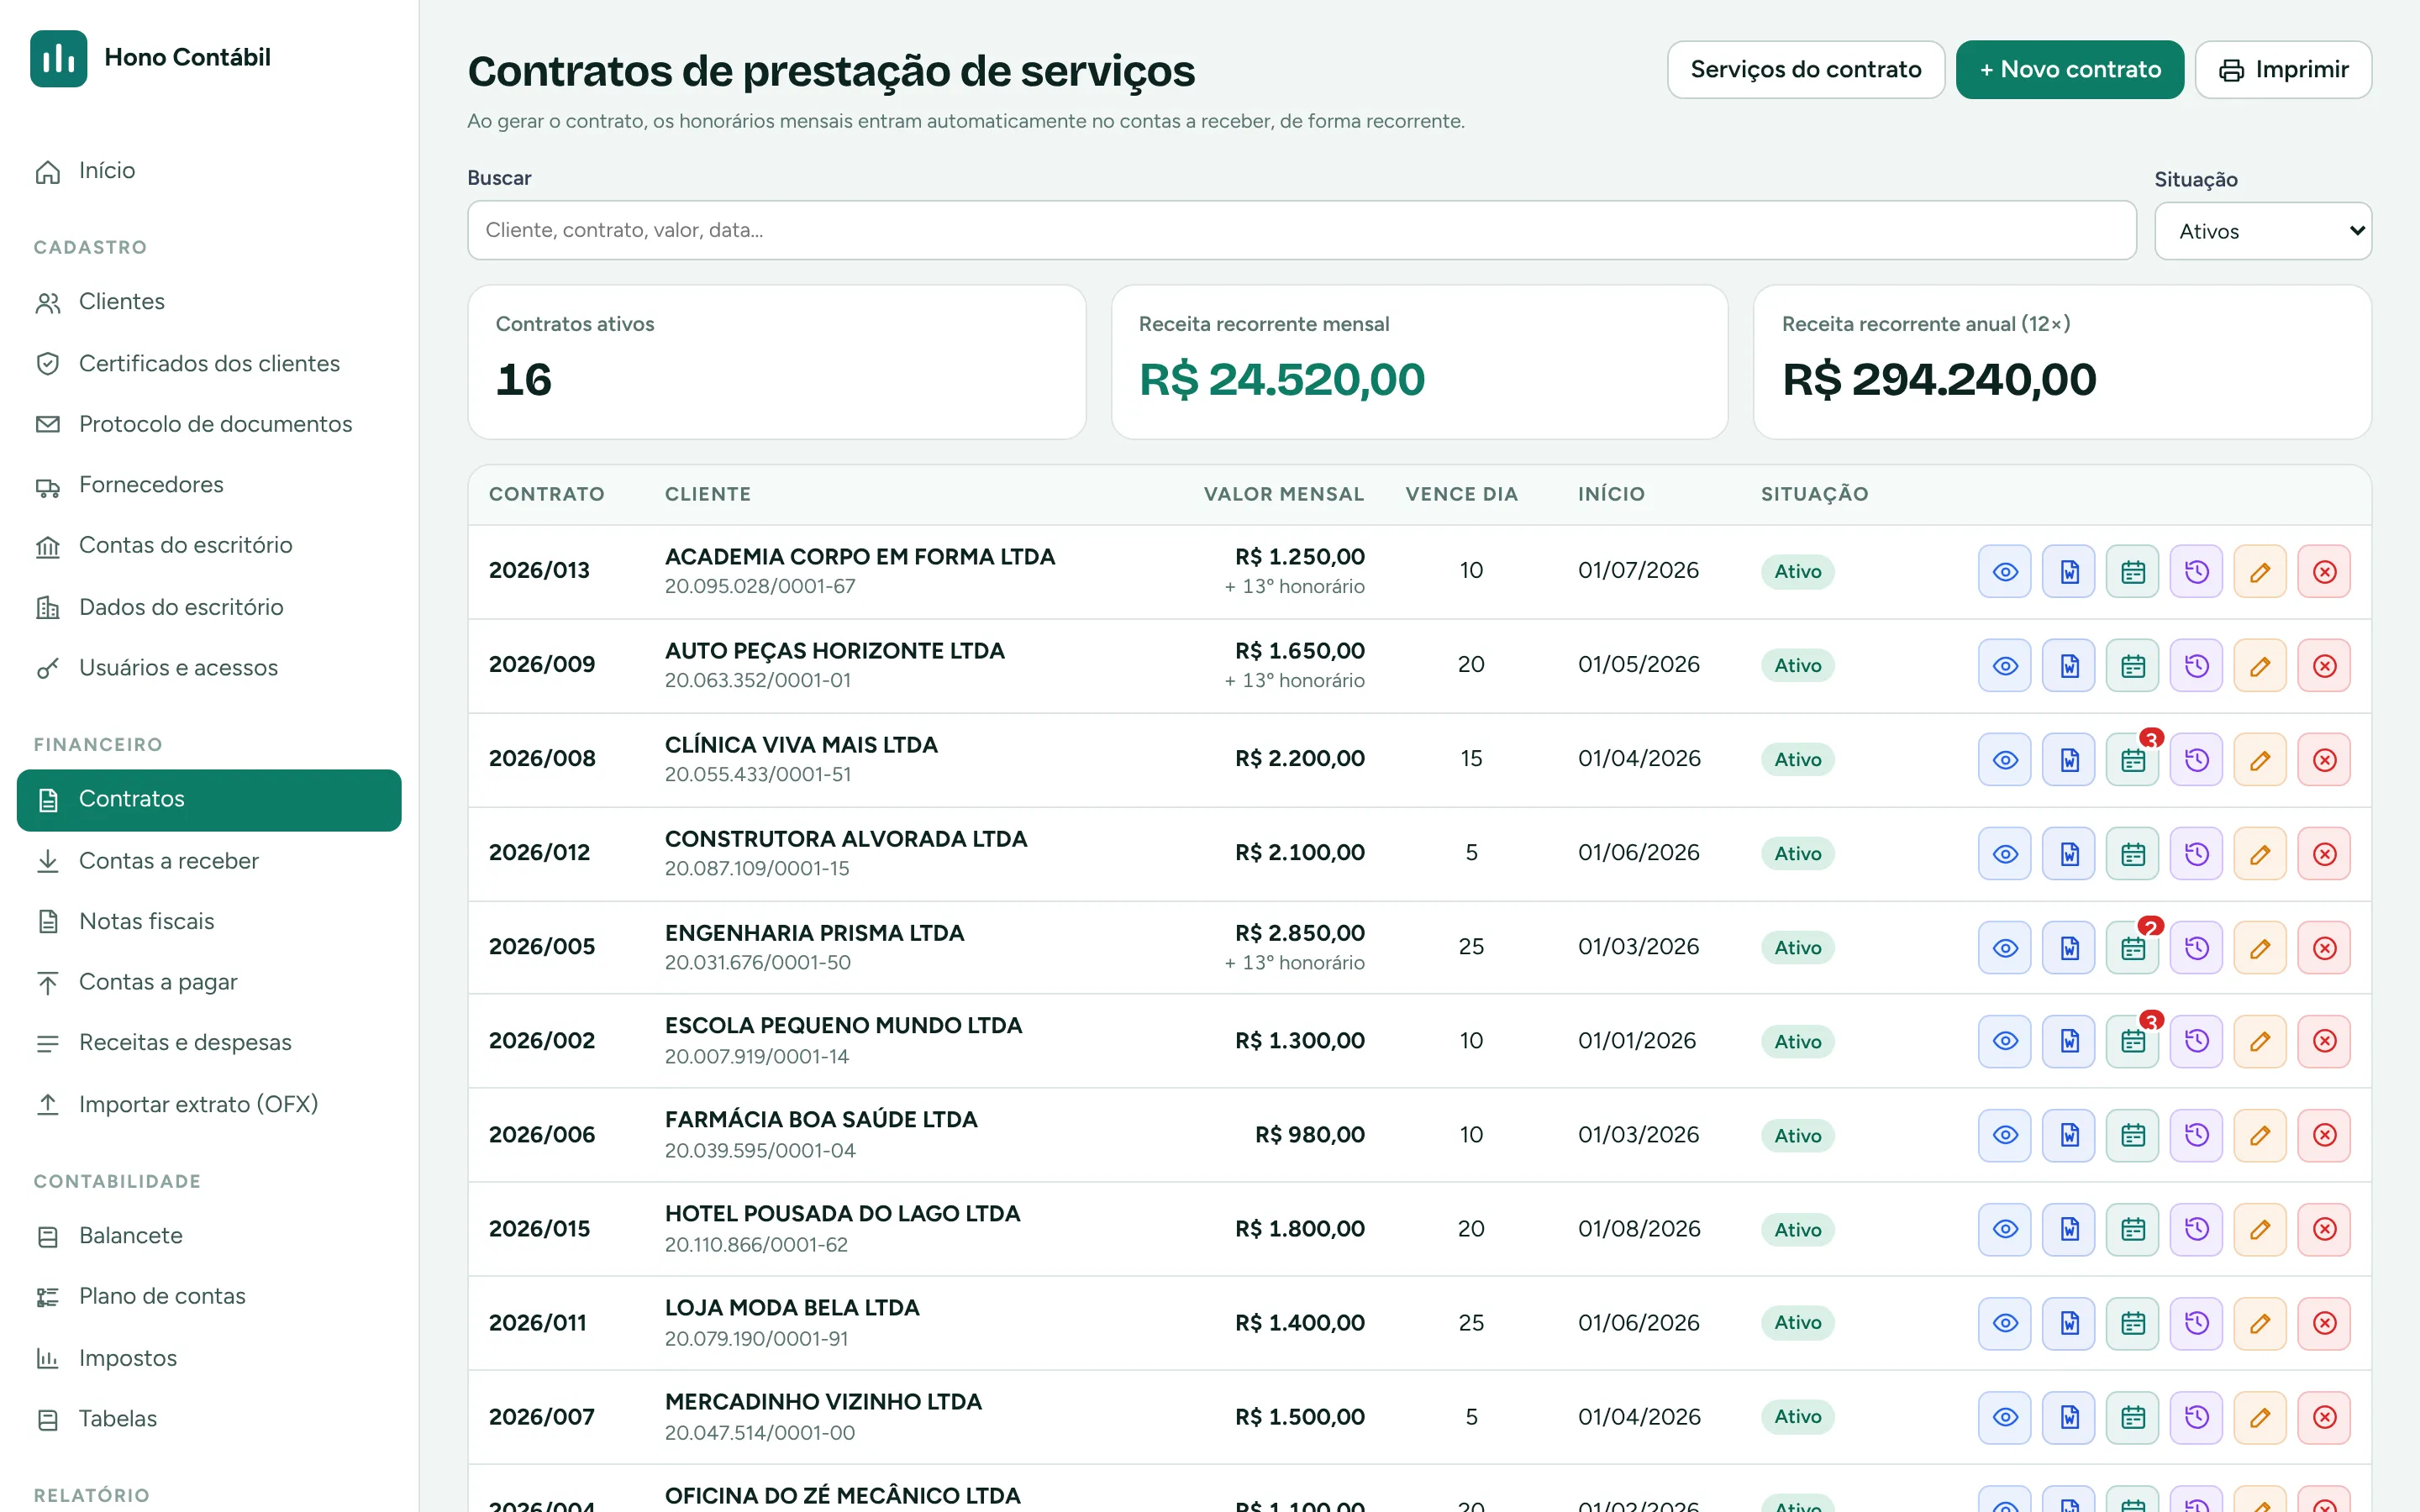 Hono Contábil
Início
CADASTRO
Clientes
Certificados dos clientes
Protocolo de documentos
Fornecedores
Contas do escritório
Dados do escritório
Usuários e acessos
FINANCEIRO
Contratos
Contas a receber
Notas fiscais
Contas a pagar
Receitas e despesas
Importar extrato (OFX)
CONTABILIDADE
Balancete
Plano de contas
Impostos
Tabelas
RELATÓRIO
Contratos de prestação de serviços
Serviços do contrato
+ Novo contrato
Imprimir
Ao gerar o contrato, os honorários mensais entram automaticamente no contas a receber, de forma recorrente.
Buscar
Cliente, contrato, valor, data...
Situação
Ativos
Contratos ativos
16
Receita recorrente mensal
R$ 24.520,00
Receita recorrente anual (12×)
R$ 294.240,00
CONTRATO CLIENTE VALOR MENSAL VENCE DIA INÍCIO SITUAÇÃO
2026/013 ACADEMIA CORPO EM FORMA LTDA R$ 1.250,00 10 01/07/2026 Ativo
20.095.028/0001-67 + 13º honorário
2026/009 AUTO PEÇAS HORIZONTE LTDA R$ 1.650,00 20 01/05/2026 Ativo
20.063.352/0001-01 + 13º honorário
2026/008 CLÍNICA VIVA MAIS LTDA R$ 2.200,00 15 01/04/2026 Ativo 3
20.055.433/0001-51
2026/012 CONSTRUTORA ALVORADA LTDA R$ 2.100,00 5 01/06/2026 Ativo
20.087.109/0001-15
2026/005 ENGENHARIA PRISMA LTDA R$ 2.850,00 25 01/03/2026 Ativo 2
20.031.676/0001-50 + 13º honorário
2026/002 ESCOLA PEQUENO MUNDO LTDA R$ 1.300,00 10 01/01/2026 Ativo 3
20.007.919/0001-14
2026/006 FARMÁCIA BOA SAÚDE LTDA R$ 980,00 10 01/03/2026 Ativo
20.039.595/0001-04
2026/015 HOTEL POUSADA DO LAGO LTDA R$ 1.800,00 20 01/08/2026 Ativo
20.110.866/0001-62
2026/011 LOJA MODA BELA LTDA R$ 1.400,00 25 01/06/2026 Ativo
20.079.190/0001-91
2026/007 MERCADINHO VIZINHO LTDA R$ 1.500,00 5 01/04/2026 Ativo
20.047.514/0001-00
2026/004 OFICINA DO ZÉ MECÂNICO LTDA R$ 1.100,00 20 01/02/2026 Ativo